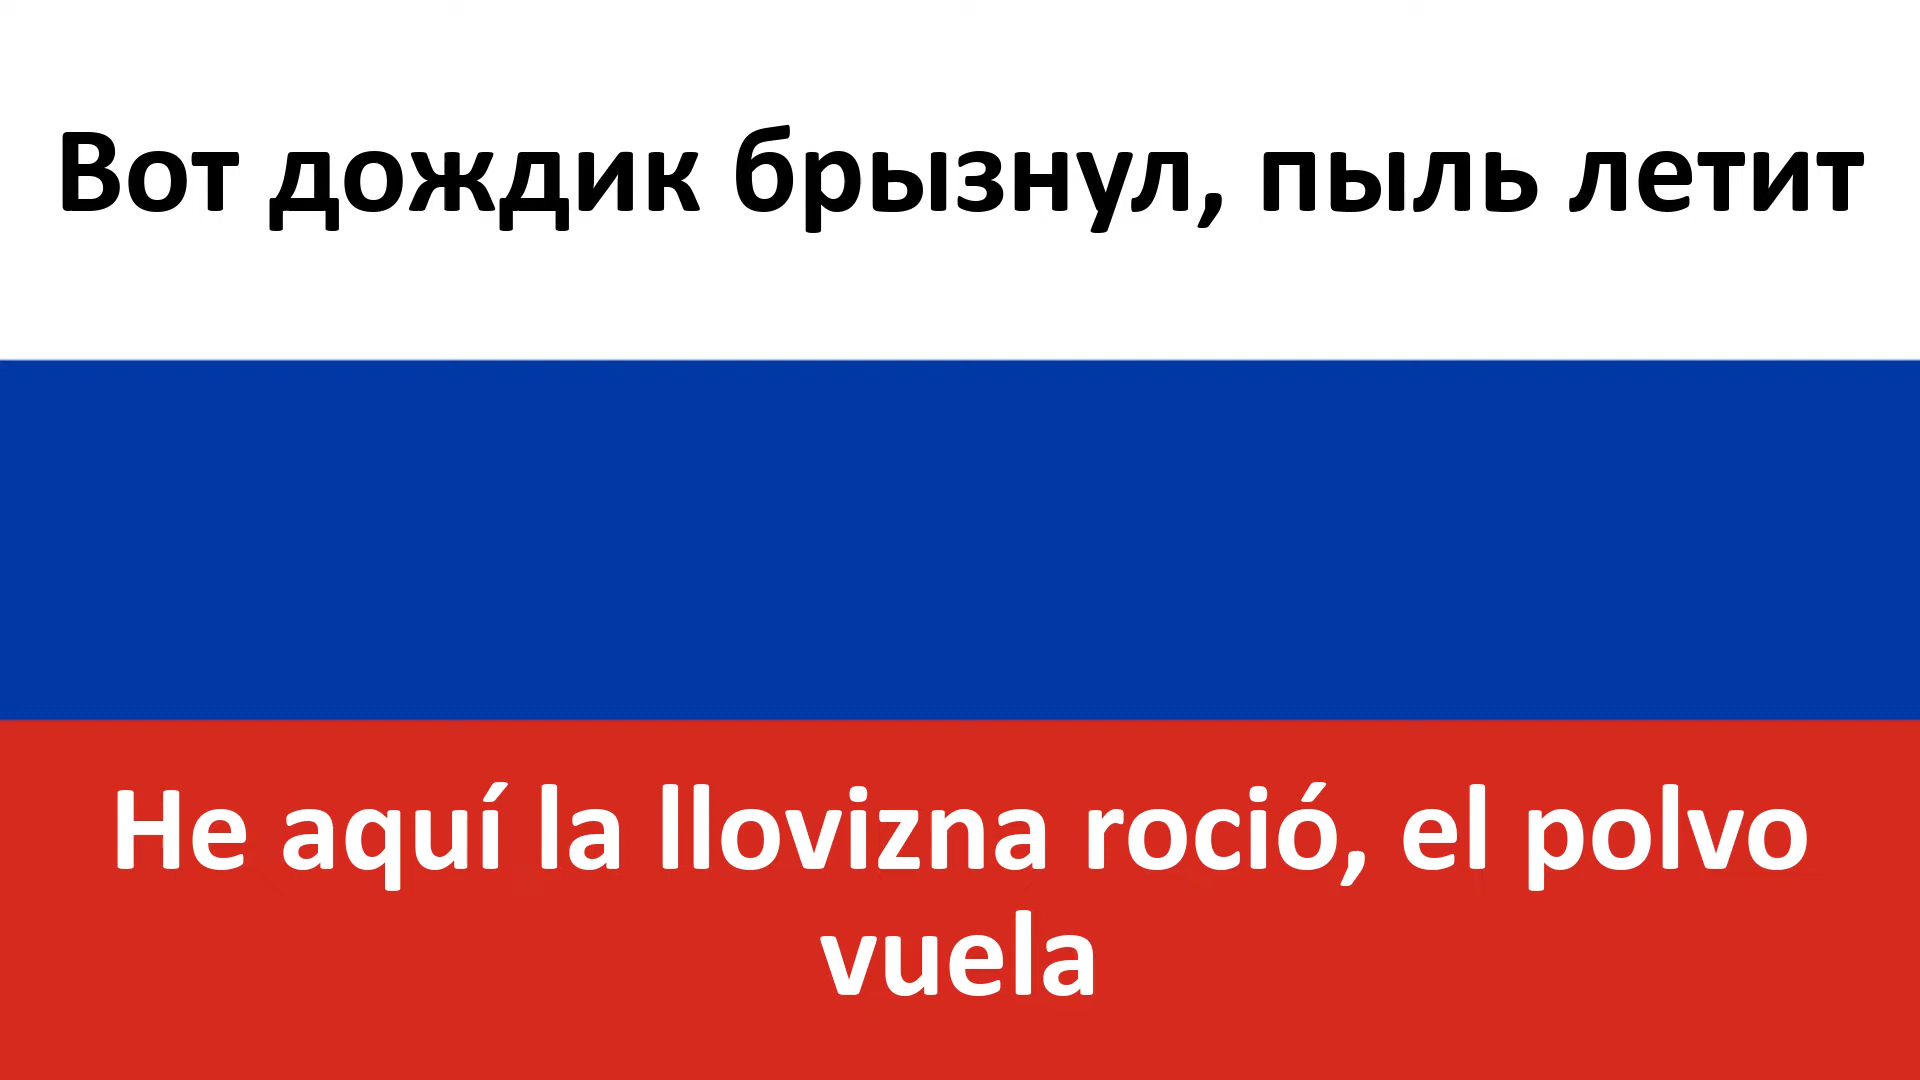 Вот дождик брызнул, пыль летит
He aquí la llovizna roció, el polvo
vuela